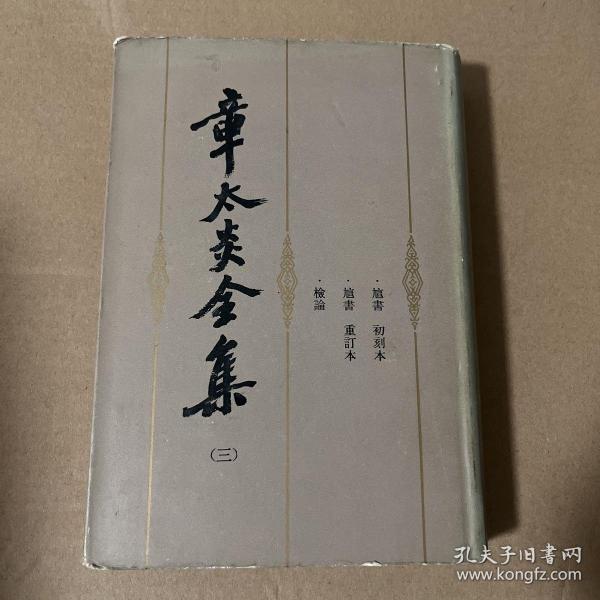 章太炎全集
(三)
·訄書 初刻本
·訄書 重訂本
·檢論
孔夫子旧书网
www.kongfz.com